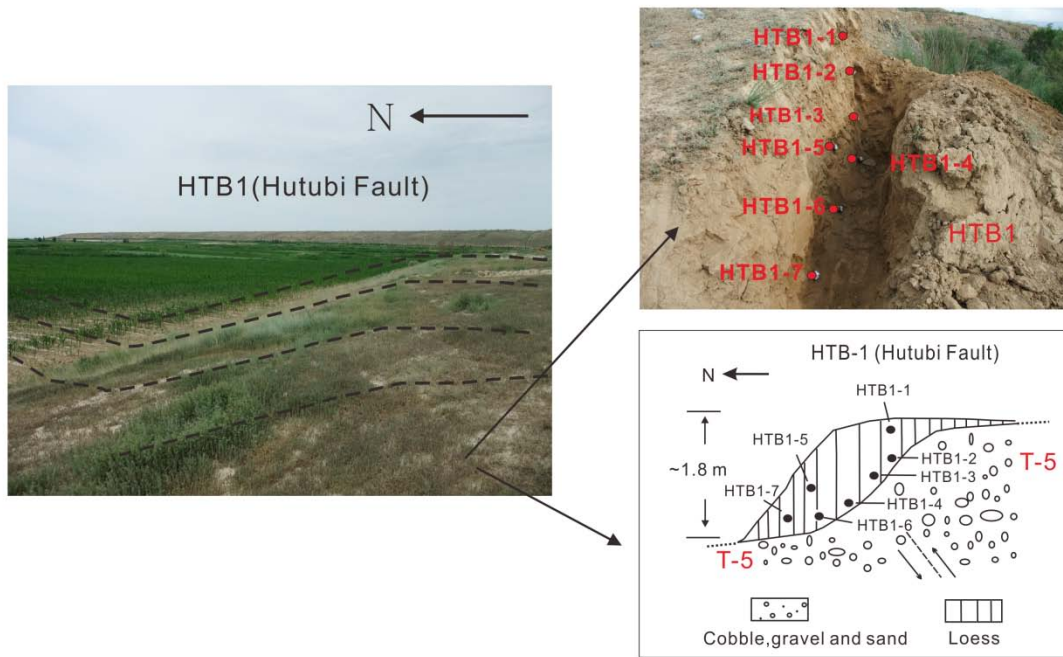 N
HTB1(Hutubi Fault)
HTB1-1
HTB1-2
HTB1-3
HTB1-5
HTB1-4
HTB1-6
HTB1
HTB1-7
HTB-1 (Hutubi Fault)
N
HTB1-1
HTB1-5
HTB1-2
T-5
~1.8 m
HTB1-3
HTB1-7
HTB1-4
HTB1-6
T-5
Cobble,gravel and sand
Loess